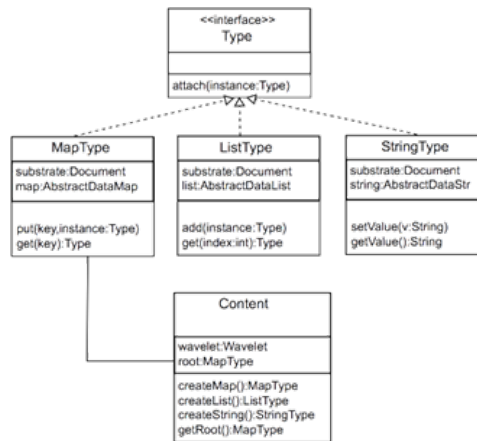 <<interface>>
Type
attach(instance:Type)
MapType
substrate:Document
map:AbstractDataMap
put(key,instance:Type)
get(key):Type
ListType
substrate:Document
list:AbstractDataList
add(instance:Type)
get(index:int):Type
StringType
substrate:Document
string:AbstractDataStr
setValue(v:String)
getValue():String
Content
wavelet:Wavelet
root:MapType
createMap():MapType
createList():ListType
createString():StringType
getRoot():MapType